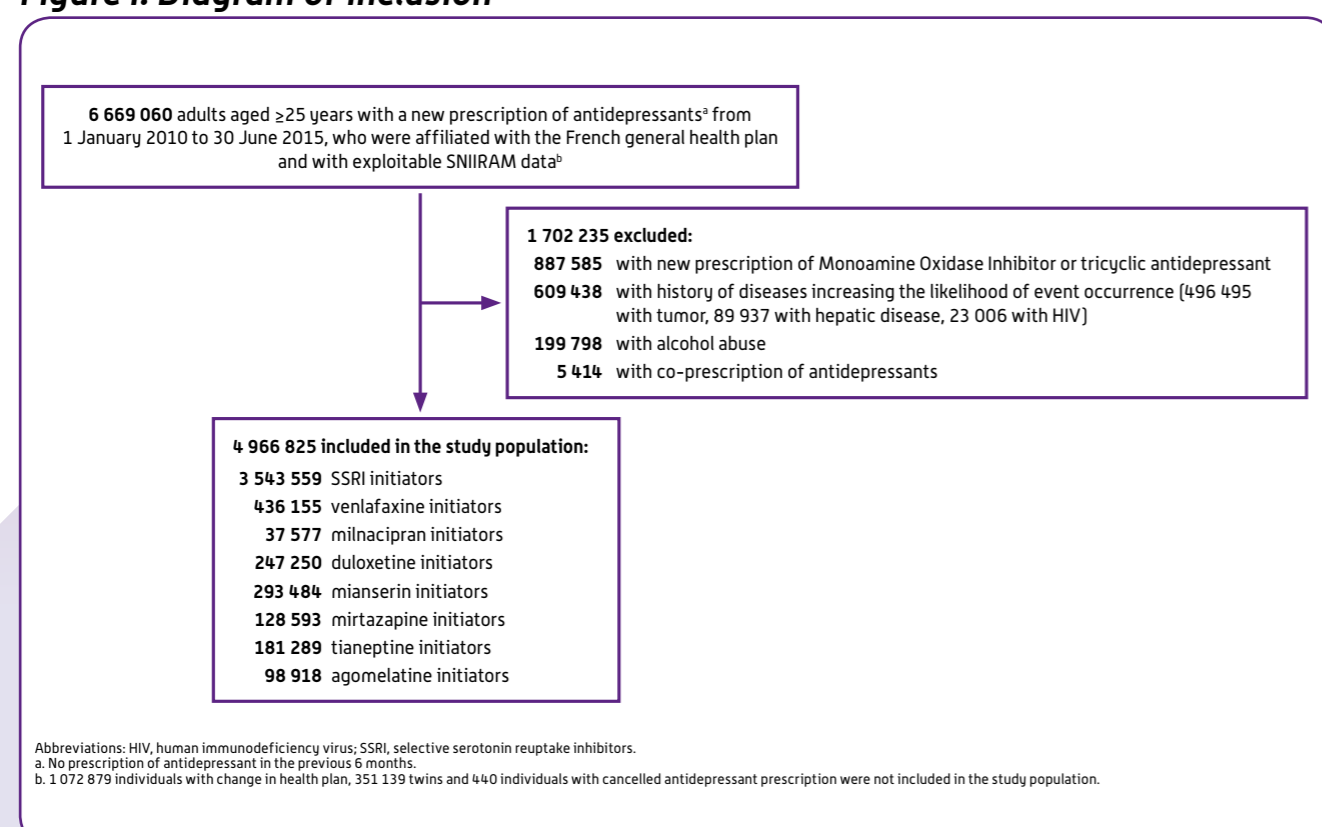 Figure 1. Diagram of inclusion
6 669 060 adults aged ≥25 years with a new prescription of antidepressantsᵃ from
1 January 2010 to 30 June 2015, who were affiliated with the French general health plan
and with exploitable SNIIRAM dataᵇ
1 702 235 excluded:
887 585 with new prescription of Monoamine Oxidase Inhibitor or tricyclic antidepressant
609 438 with history of diseases increasing the likelihood of event occurrence (496 495
with tumor, 89 937 with hepatic disease, 23 006 with HIV)
199 798 with alcohol abuse
5 414 with co-prescription of antidepressants
4 966 825 included in the study population:
3 543 559 SSRI initiators
436 155 venlafaxine initiators
37 577 milnacipran initiators
247 250 duloxetine initiators
293 484 mianserin initiators
128 593 mirtazapine initiators
181 289 tianeptine initiators
98 918 agomelatine initiators
Abbreviations: HIV, human immunodeficiency virus; SSRI, selective serotonin reuptake inhibitors.
a. No prescription of antidepressant in the previous 6 months.
b. 1 072 879 individuals with change in health plan, 351 139 twins and 440 individuals with cancelled antidepressant prescription were not included in the study population.